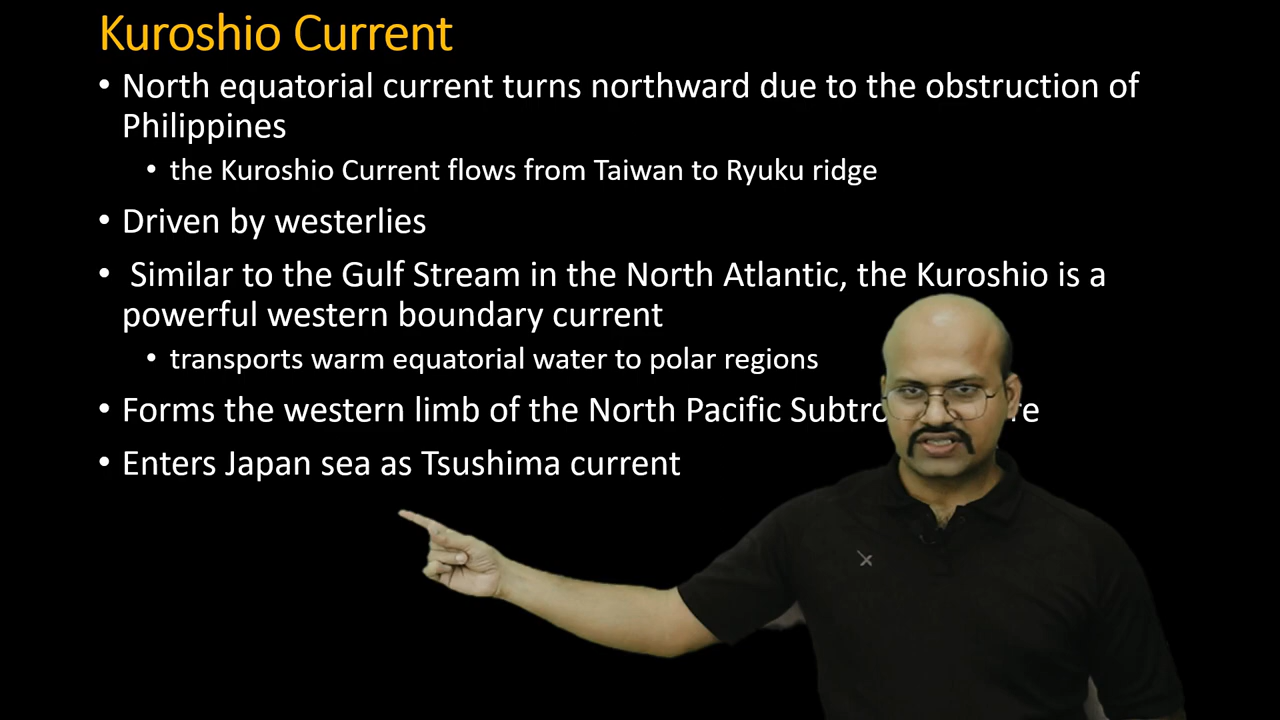 Kuroshio Current
• North equatorial current turns northward due to the obstruction of
Philippines
• the Kuroshio Current flows from Taiwan to Ryuku ridge
• Driven by westerlies
• Similar to the Gulf Stream in the North Atlantic, the Kuroshio is a
powerful western boundary current
• transports warm equatorial water to polar regions
• Forms the western limb of the North Pacific
• Enters Japan sea as Tsushima current